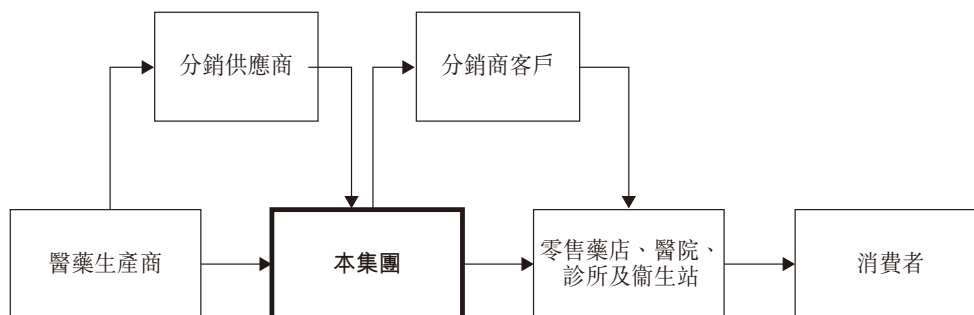 分銷供應商
分銷商客戶
醫藥生產商
本集團
零售藥店、醫院、
診所及衞生站
消費者